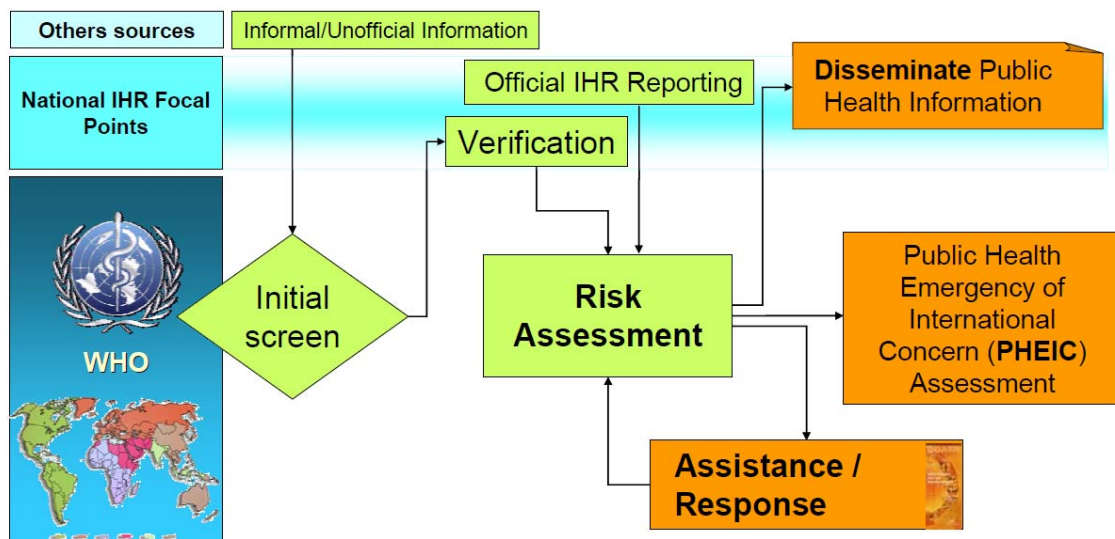 Others sources
Informal/Unofficial Information
National IHR Focal
Points
Official IHR Reporting
Disseminate Public
Health Information
Verification
WHO
Initial
screen
Risk
Assessment
Public Health
Emergency of
International
Concern (PHEIC)
Assessment
Assistance /
Response